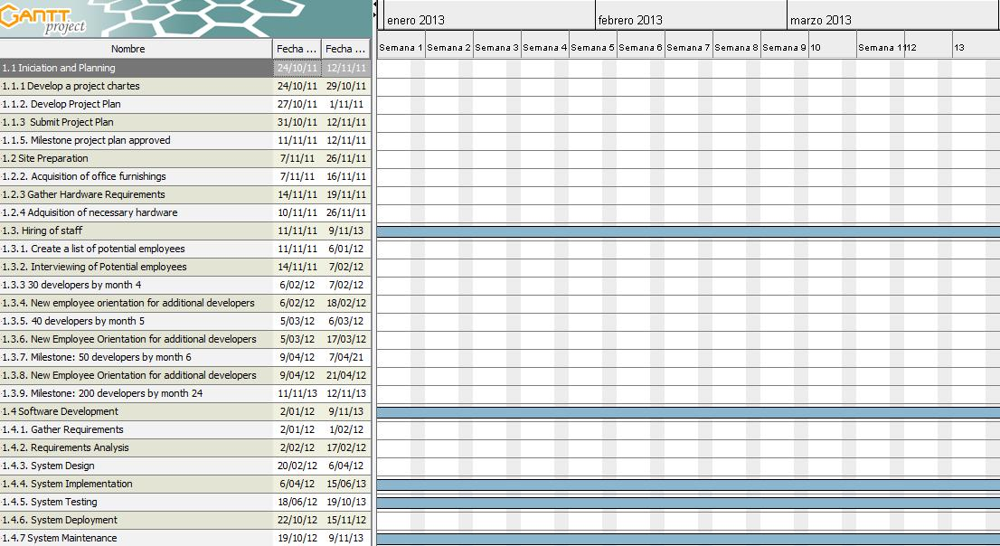 GANTT
project
enero 2013 febrero 2013 marzo 2013
Nombre Fecha ... Fecha ...
Semana 1 Semana 2 Semana 3 Semana 4 Semana 5 Semana 6 Semana 7 Semana 8 Semana 9 10 Semana 11 12 13
1.1 Iniciation and Planning 24/10/11 12/11/11
1.1.1 Develop a project chartes 24/10/11 29/10/11
1.1.2. Develop Project Plan 27/10/11 1/11/11
1.1.3 Submit Project Plan 31/10/11 12/11/11
1.1.5. Milestone project plan approved 11/11/11 12/11/11
1.2 Site Preparation 7/11/11 26/11/11
1.2.2. Acquisition of office furnishings 7/11/11 16/11/11
1.2.3 Gather Hardware Requirements 14/11/11 19/11/11
1.2.4 Adquisition of necessary hardware 10/11/11 26/11/11
1.3. Hiring of staff 11/11/11 9/11/13
1.3.1. Create a list of potential employees 11/11/11 6/01/12
1.3.2. Interviewing of Potential employees 14/11/11 7/02/12
1.3.3 30 developers by month 4 6/02/12 7/02/12
1.3.4. New employee orientation for additional developers 6/02/12 18/02/12
1.3.5. 40 developers by month 5 5/03/12 6/03/12
1.3.6. New Employee Orientation for additional developers 5/03/12 17/03/12
1.3.7. Milestone: 50 developers by month 6 9/04/12 7/04/21
1.3.8. New Employee Orientation for additional developers 9/04/12 21/04/12
1.3.9. Milestone: 200 developers by month 24 11/11/13 12/11/13
1.4 Software Development 2/01/12 9/11/13
1.4.1. Gather Requirements 2/01/12 1/02/12
1.4.2. Requirements Analysis 2/02/12 17/02/12
1.4.3. System Design 20/02/12 6/04/12
1.4.4. System Implementation 6/04/12 15/06/13
1.4.5. System Testing 18/06/12 19/10/13
1.4.6. System Deployment 22/10/12 15/11/12
1.4.7 System Maintenance 19/10/12 9/11/13